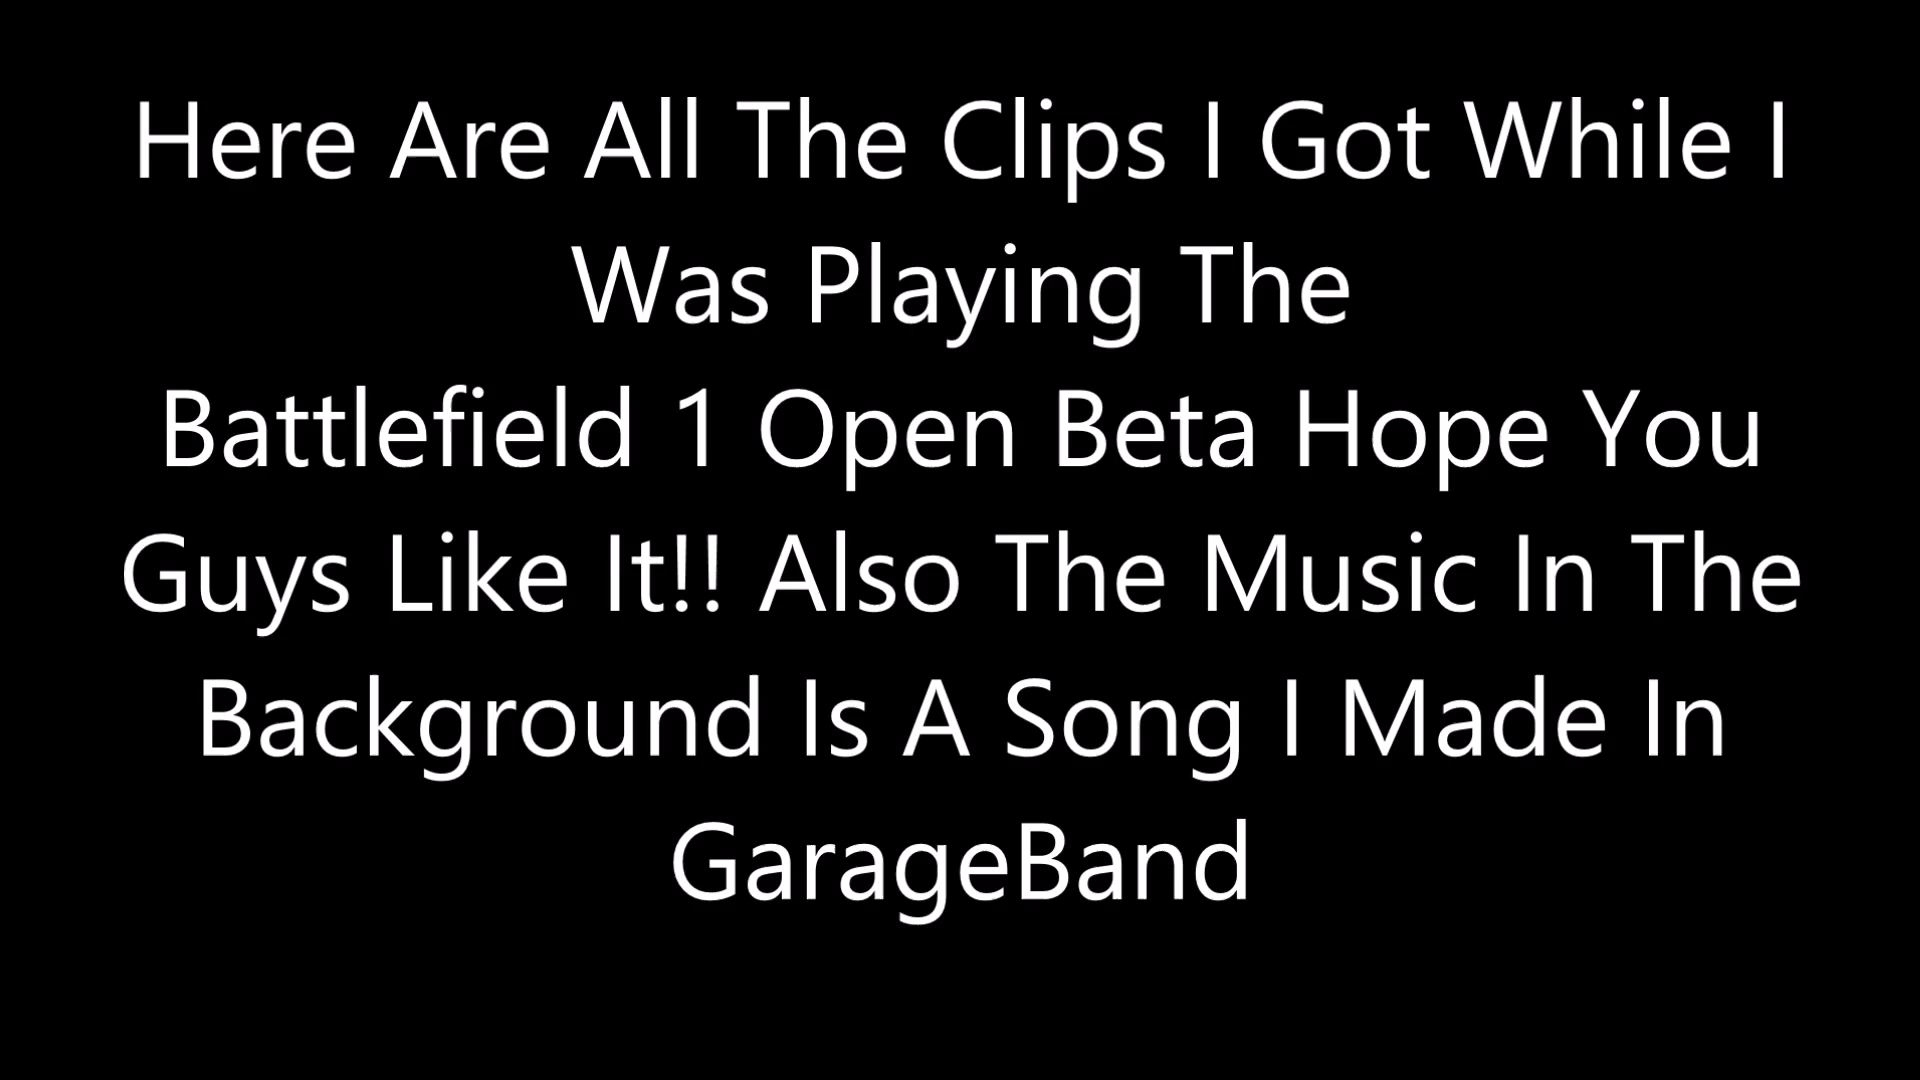 Here Are All The Clips I Got While I
Was Playing The
Battlefield 1 Open Beta Hope You
Guys Like It!! Also The Music In The
Background Is A Song I Made In
GarageBand